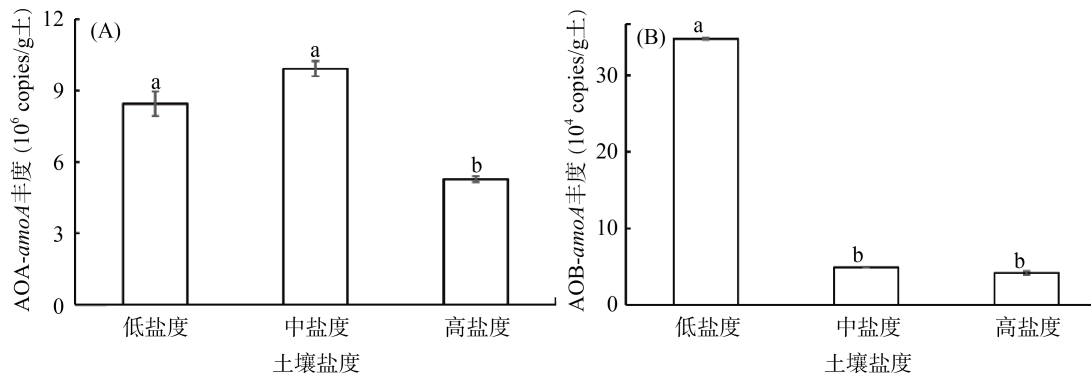 (A)
AOA-amoA丰度 (10⁶ copies/g土)
12
9
6
3
0
a
a
b
低盐度
中盐度
高盐度
土壤盐度
(B)
AOB-amoA丰度 (10⁴ copies/g土)
30
20
10
0
a
b
b
低盐度
中盐度
高盐度
土壤盐度